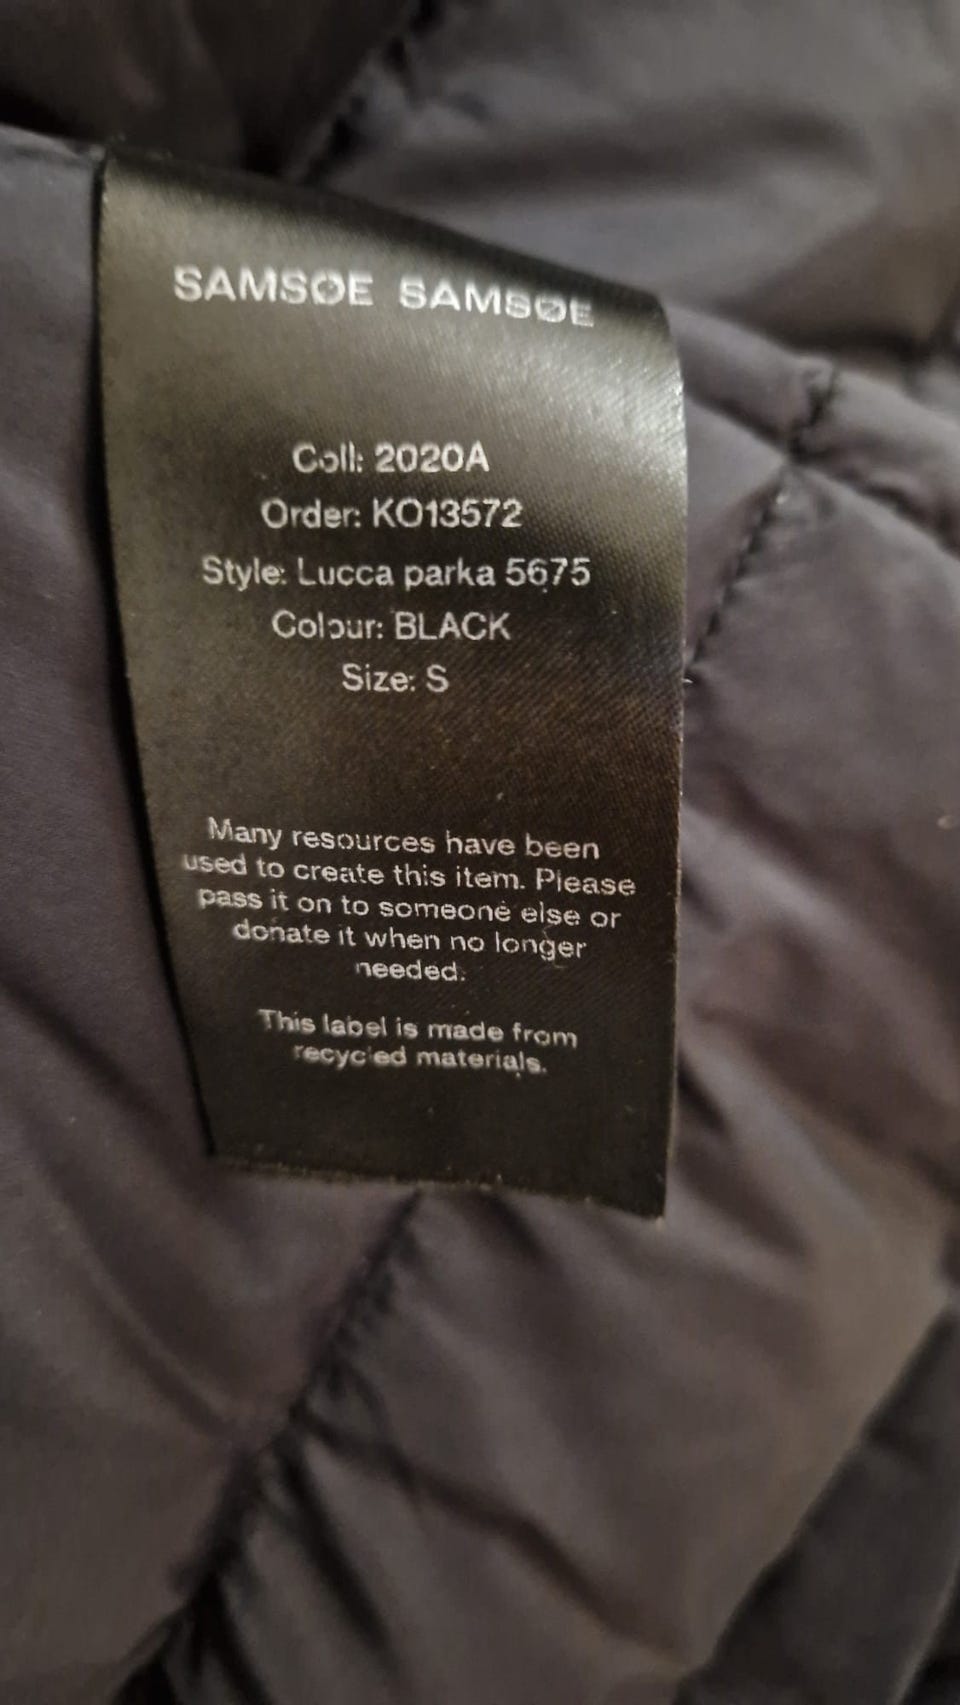 SAMSØE SAMSØE
Coll: 2020A
Order: KO13572
Style: Lucca parka 5675
Colour: BLACK
Size: S
Many resources have been
used to create this item. Please
pass it on to someone else or
donate it when no longer
needed.
This label is made from
recycled materials.